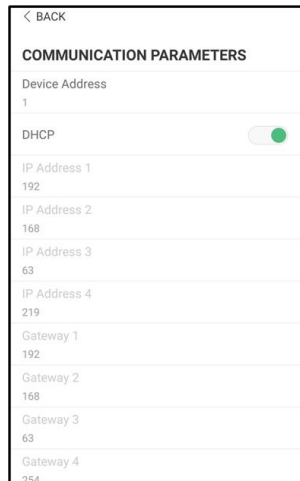 < BACK
COMMUNICATION PARAMETERS
Device Address
1
DHCP
IP Address 1
192
IP Address 2
168
IP Address 3
63
IP Address 4
219
Gateway 1
192
Gateway 2
168
Gateway 3
63
Gateway 4
254